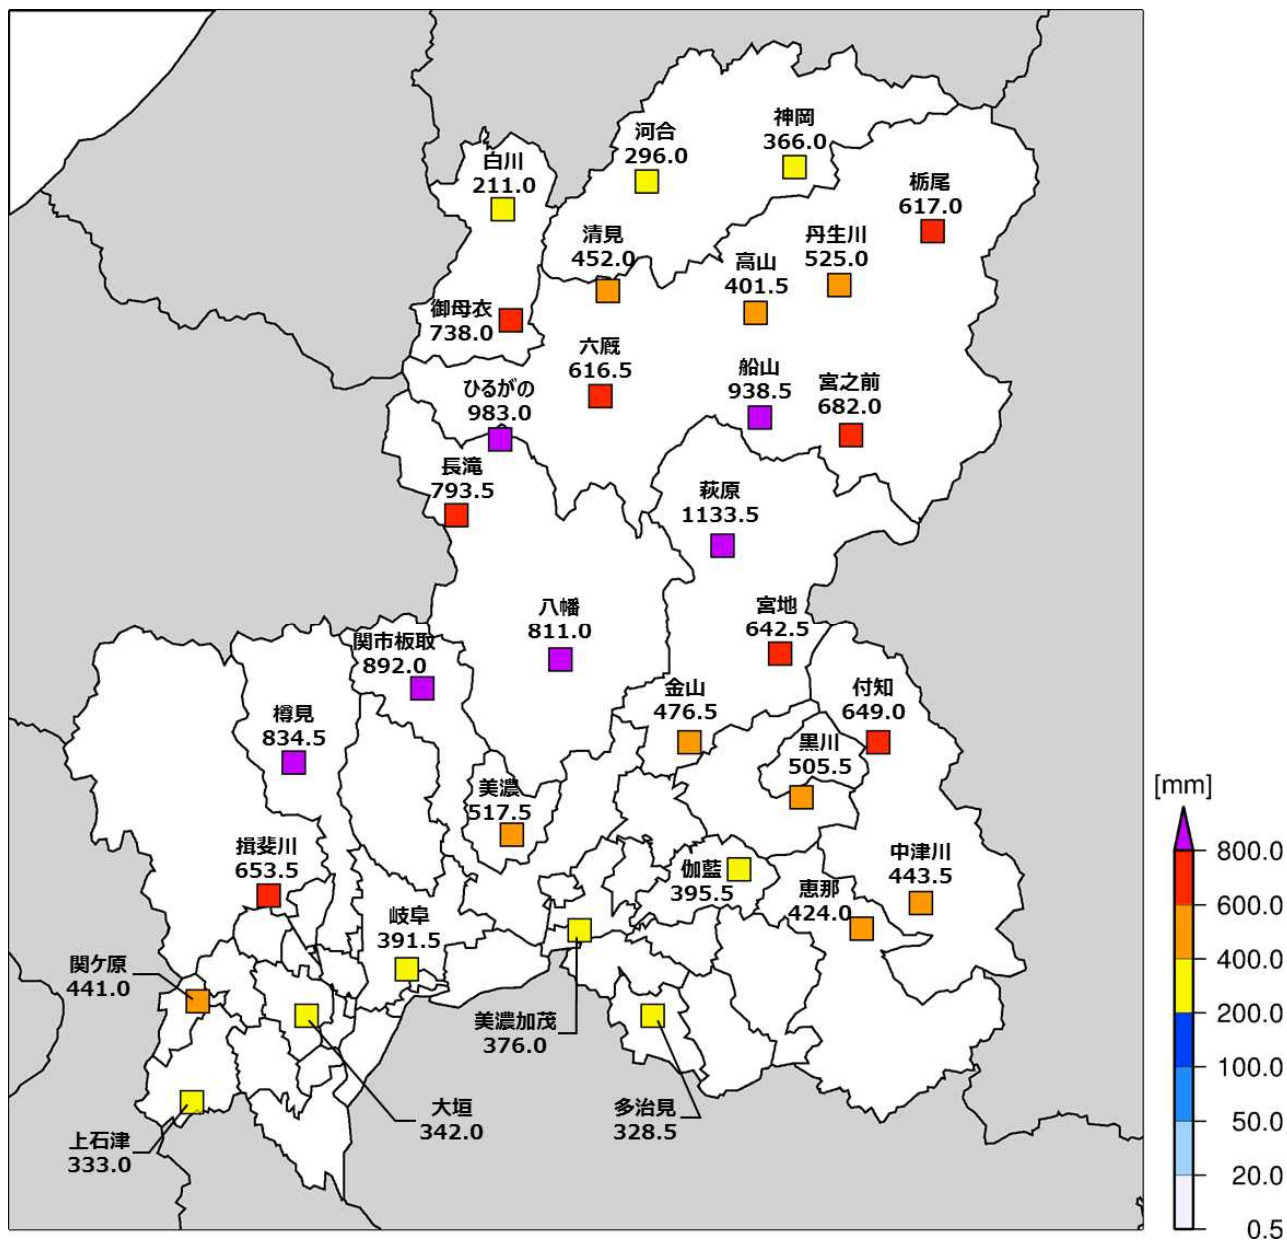 神岡
366.0
河合
296.0
白川
211.0
栃尾
617.0
清見
452.0
丹生川
525.0
高山
401.5
御母衣
738.0
六厩
616.5
船山
938.5
宮之前
682.0
ひるがの
983.0
長滝
793.5
萩原
1133.5
八幡
811.0
宮地
642.5
関市板取
892.0
金山
476.5
付知
649.0
樽見
834.5
黒川
505.5
美濃
517.5
揖斐川
653.5
伽藍
395.5
中津川
443.5
恵那
424.0
岐阜
391.5
関ケ原
441.0
美濃加茂
376.0
大垣
342.0
多治見
328.5
上石津
333.0
[mm]
800.0
600.0
400.0
200.0
100.0
50.0
20.0
0.5